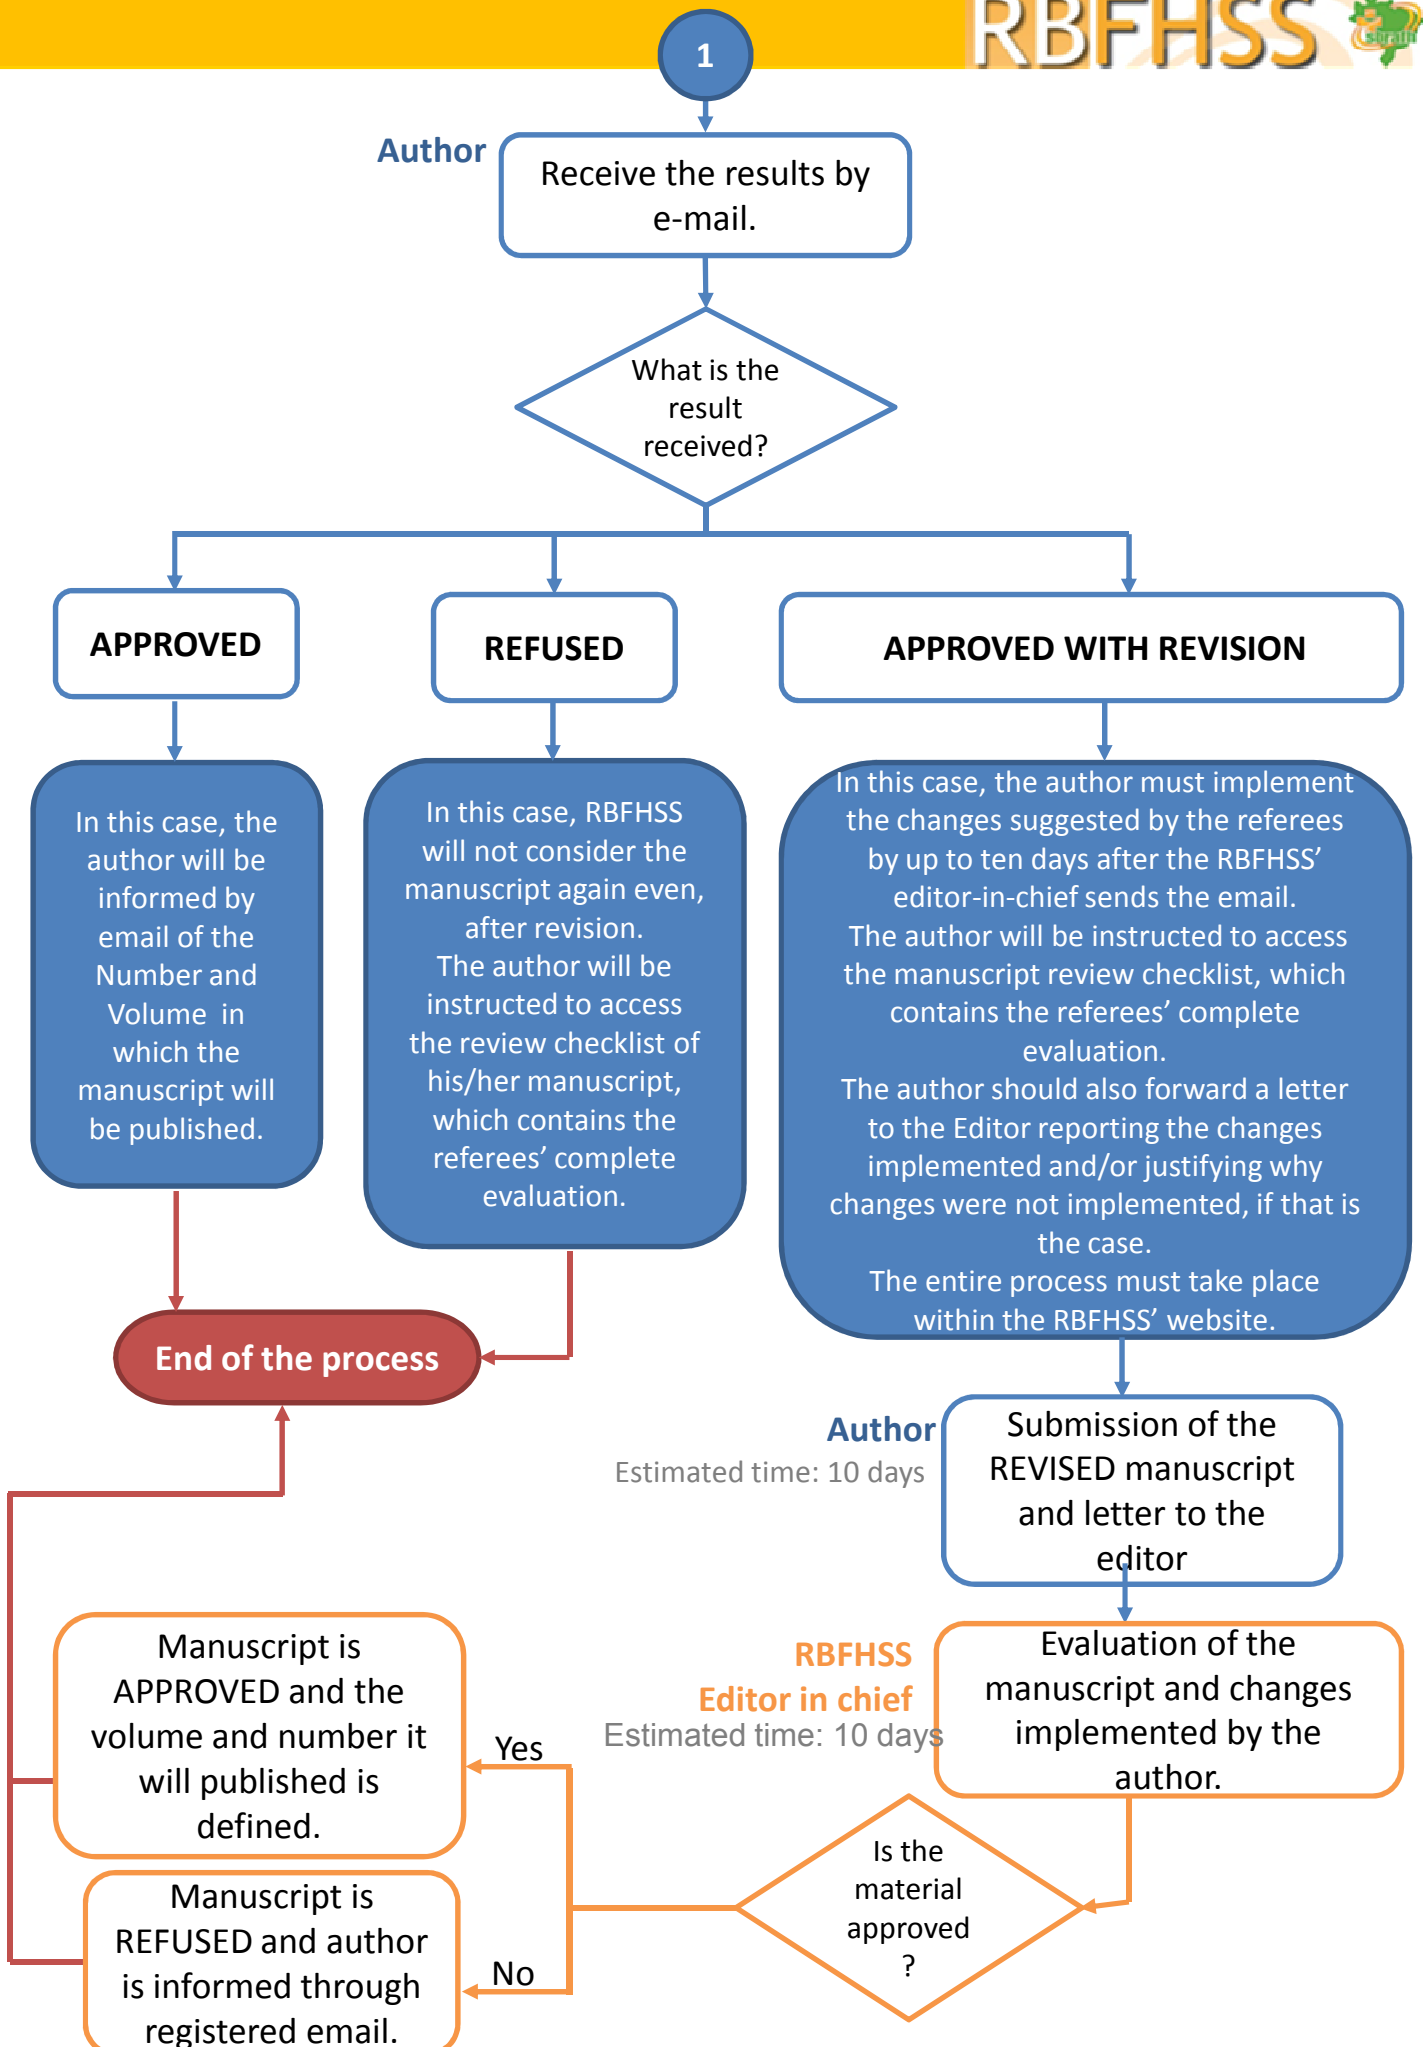 RBFHSS
sbrafh
1
Author
Receive the results by
e-mail.
What is the
result
received?
APPROVED
REFUSED
APPROVED WITH REVISION
In this case, the
author will be
informed by
email of the
Number and
Volume in
which the
manuscript will
be published.
In this case, RBFHSS
will not consider the
manuscript again even,
after revision.
The author will be
instructed to access
the review checklist of
his/her manuscript,
which contains the
referees’ complete
evaluation.
In this case, the author must implement
the changes suggested by the referees
by up to ten days after the RBFHSS’
editor-in-chief sends the email.
The author will be instructed to access
the manuscript review checklist, which
contains the referees’ complete
evaluation.
The author should also forward a letter
to the Editor reporting the changes
implemented and/or justifying why
changes were not implemented, if that is
the case.
The entire process must take place
within the RBFHSS’ website.
End of the process
Author
Estimated time: 10 days
Submission of the
REVISED manuscript
and letter to the
editor
RBFHSS
Editor in chief
Estimated time: 10 days
Evaluation of the
manuscript and changes
implemented by the
author.
Is the
material
approved
?
Yes
No
Manuscript is
APPROVED and the
volume and number it
will published is
defined.
Manuscript is
REFUSED and author
is informed through
registered email.